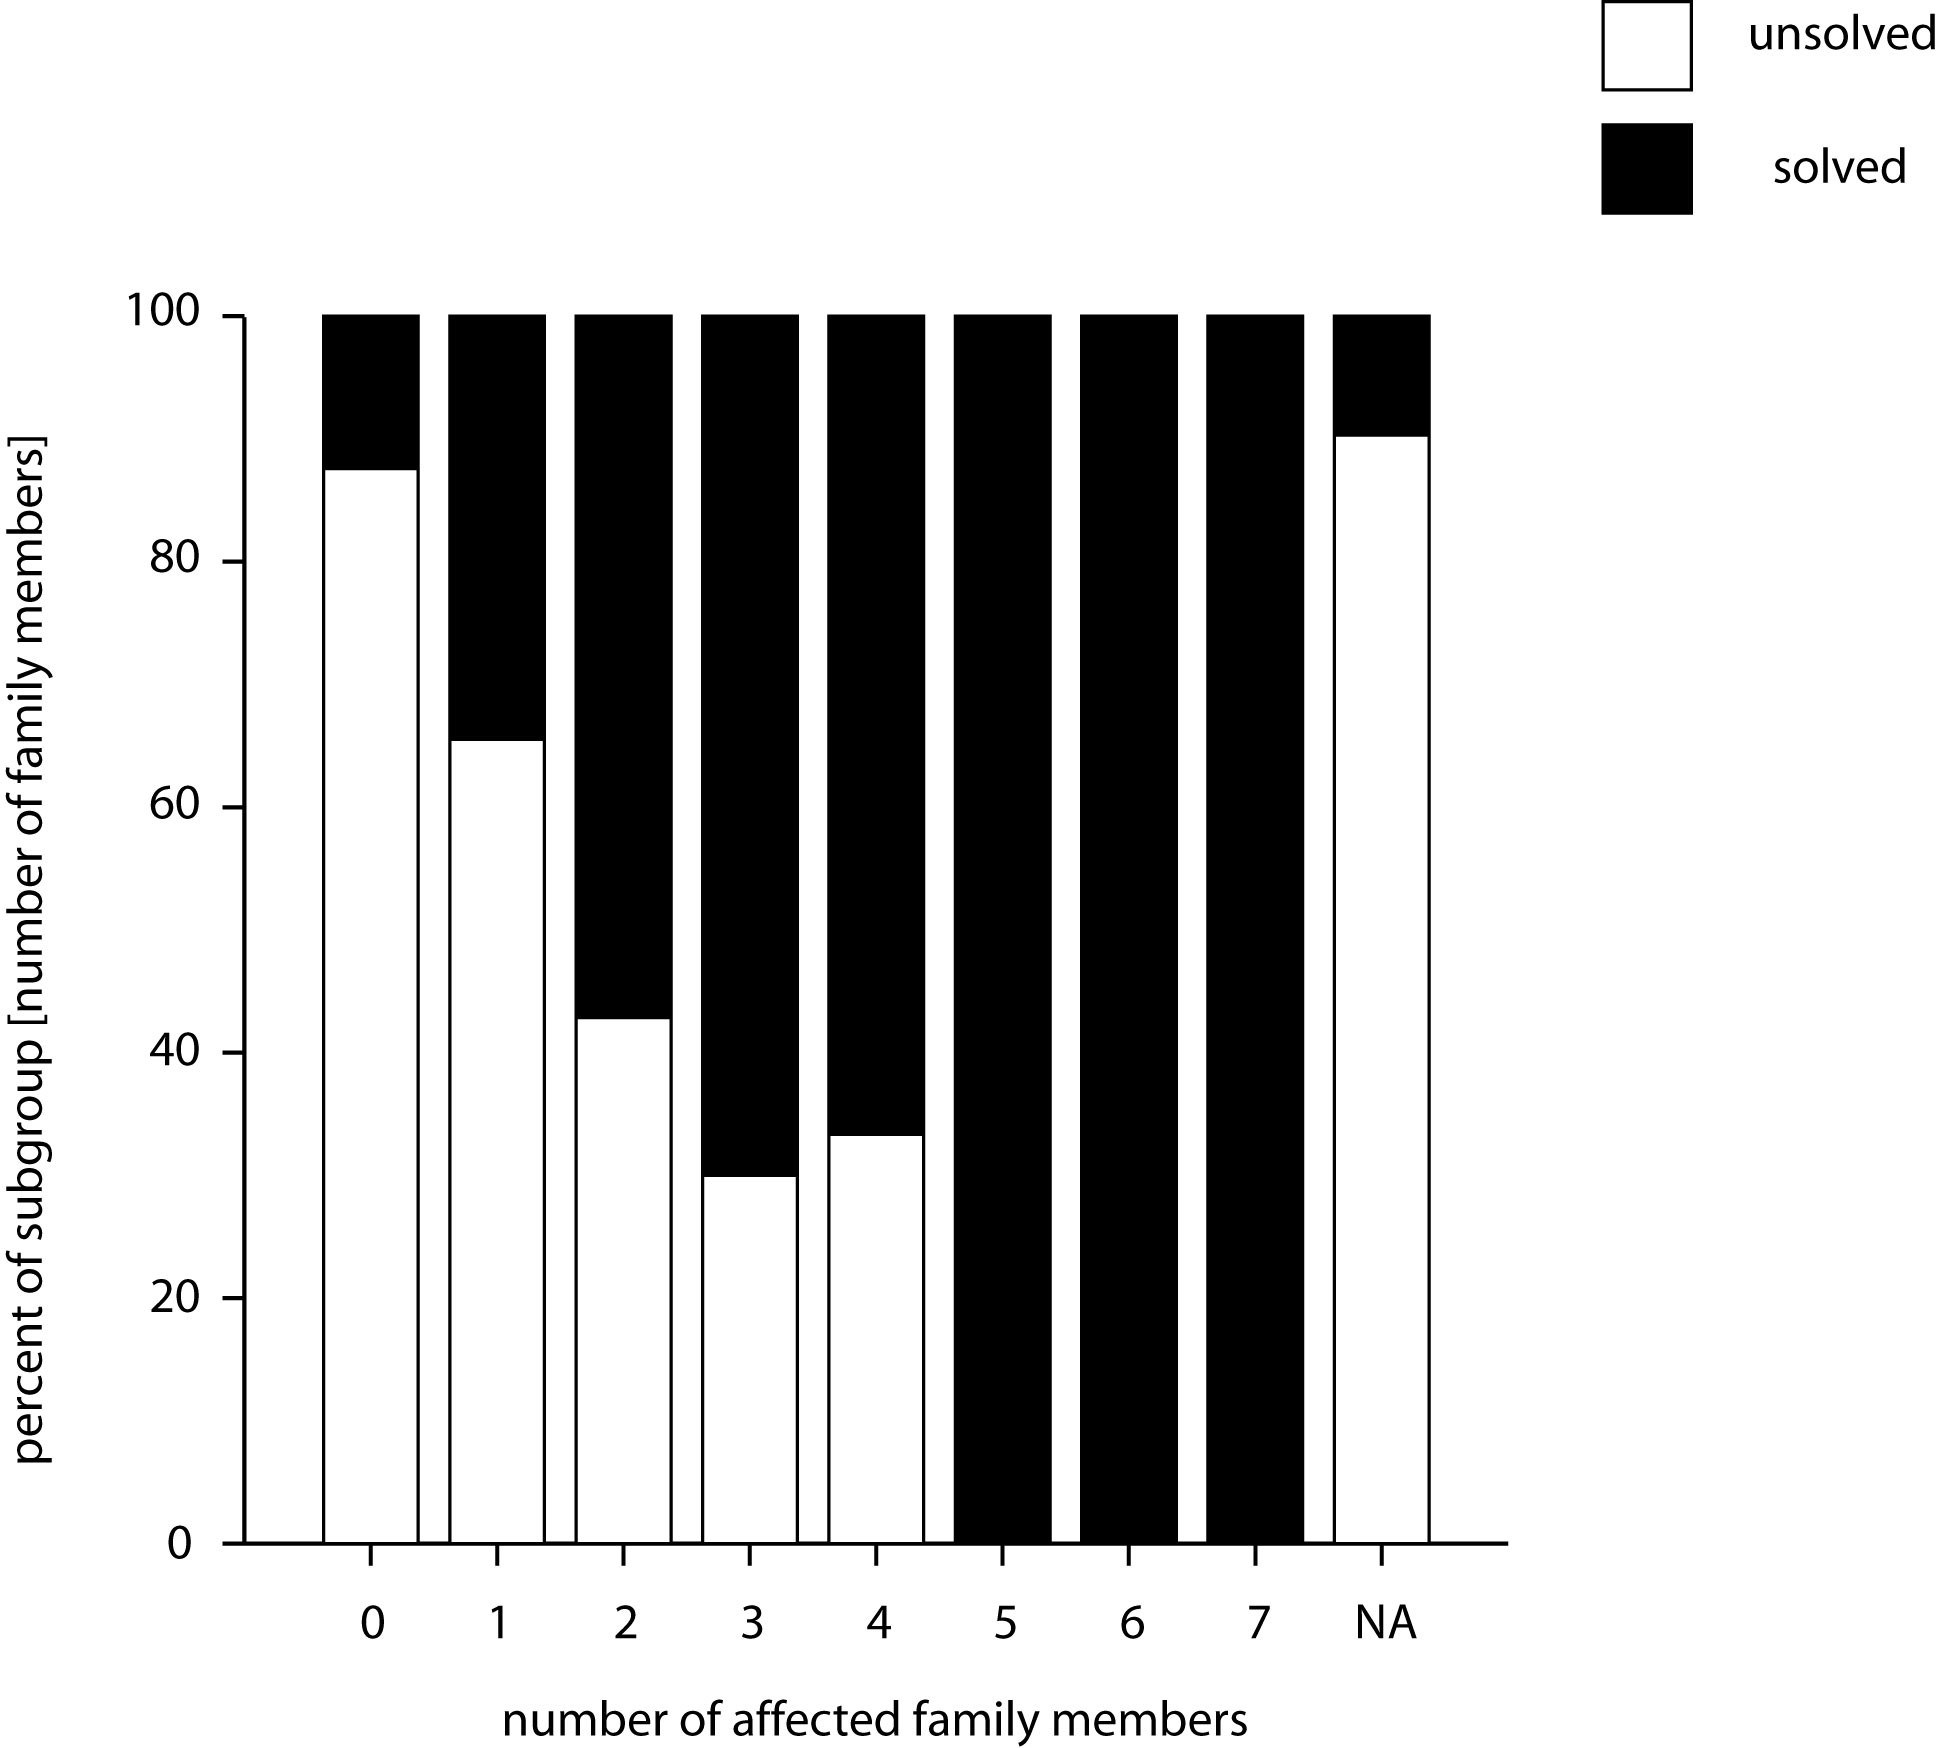 unsolved
solved
percent of subgroup [number of family members]
100
80
60
40
20
0
0 1 2 3 4 5 6 7 NA
number of affected family members